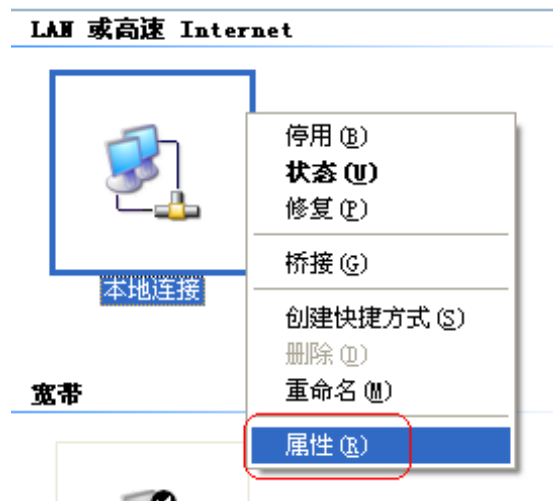 LAN 或高速 Internet
停用(B)
状态(U)
修复(P)
桥接(G)
本地连接
创建快捷方式(S)
删除(D)
重命名(M)
宽带
属性(R)